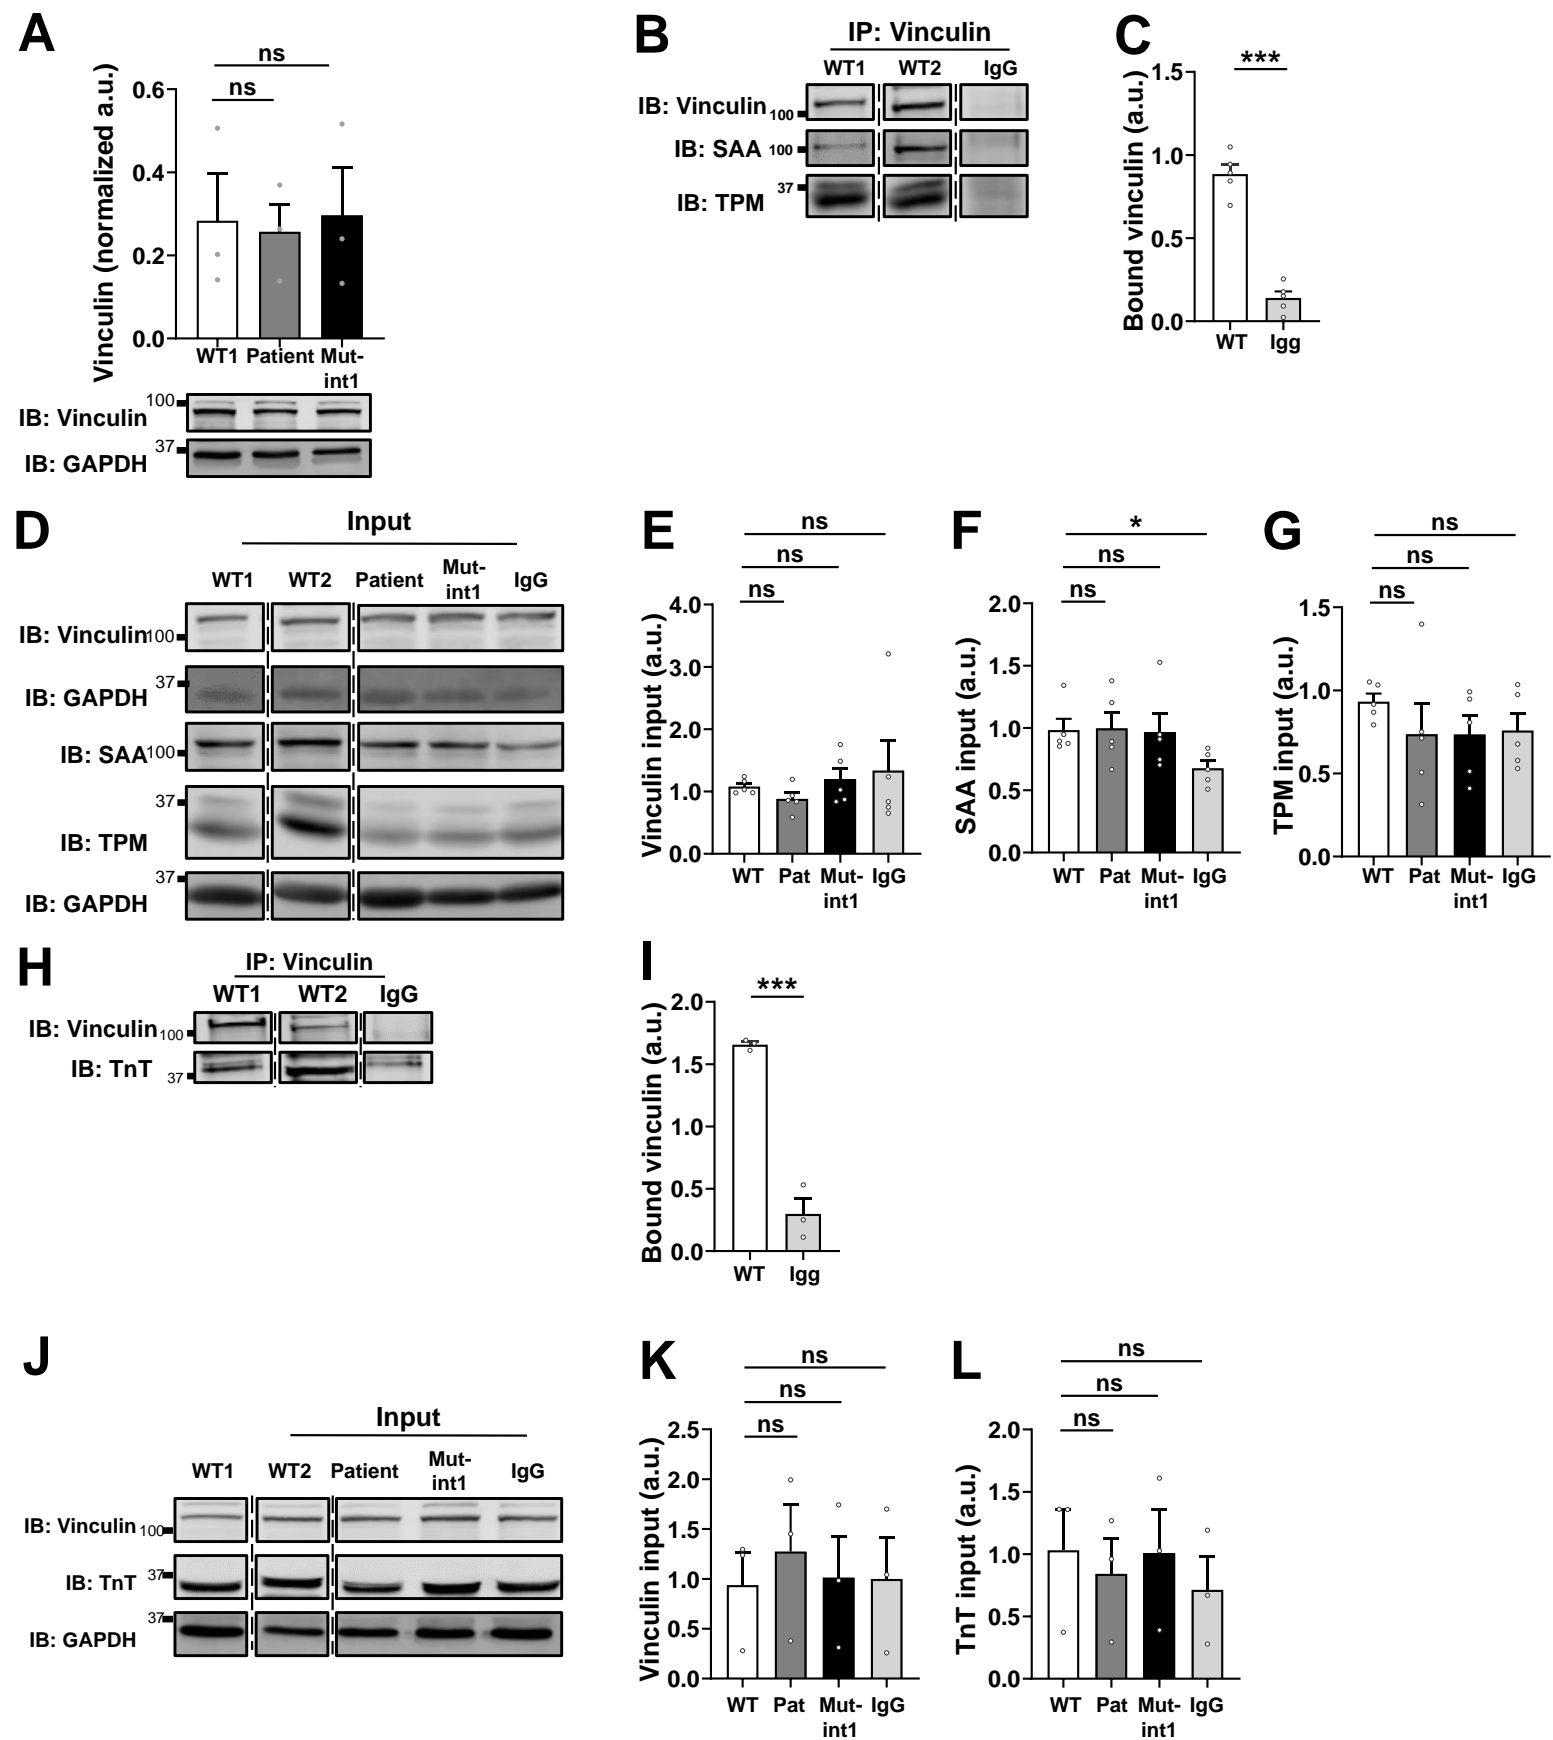 A
ns
ns
Vinculin (normalized a.u.)
0.6
0.4
0.2
0.0
WT1 Patient Mut-
int1
IB: Vinculin 100
IB: GAPDH 37
B
IP: Vinculin
WT1 WT2 IgG
IB: Vinculin 100
IB: SAA 100
IB: TPM 37
C
***
Bound vinculin (a.u.)
1.5
1.0
0.5
0.0
WT Igg
D
Input
WT1 WT2 Patient Mut-
int1 IgG
IB: Vinculin 100
IB: GAPDH 37
IB: SAA 100
IB: TPM 37
IB: GAPDH 37
E
ns
ns
ns
Vinculin input (a.u.)
4.0
3.0
2.0
1.0
0.0
WT Pat Mut- IgG
int1
F
*
ns
ns
SAA input (a.u.)
2.0
1.5
1.0
0.5
0.0
WT Pat Mut- IgG
int1
G
ns
ns
ns
TPM input (a.u.)
1.5
1.0
0.5
0.0
WT Pat Mut- IgG
int1
H
IP: Vinculin
WT1 WT2 IgG
IB: Vinculin 100
IB: TnT 37
I
***
Bound vinculin (a.u.)
2.0
1.5
1.0
0.5
0.0
WT Igg
J
Input
WT1 WT2 Patient Mut-
int1 IgG
IB: Vinculin 100
IB: TnT 37
IB: GAPDH 37
K
ns
ns
ns
Vinculin input (a.u.)
2.5
2.0
1.5
1.0
0.5
0.0
WT Pat Mut- IgG
int1
L
ns
ns
ns
TnT input (a.u.)
2.0
1.5
1.0
0.5
0.0
WT Pat Mut- IgG
int1